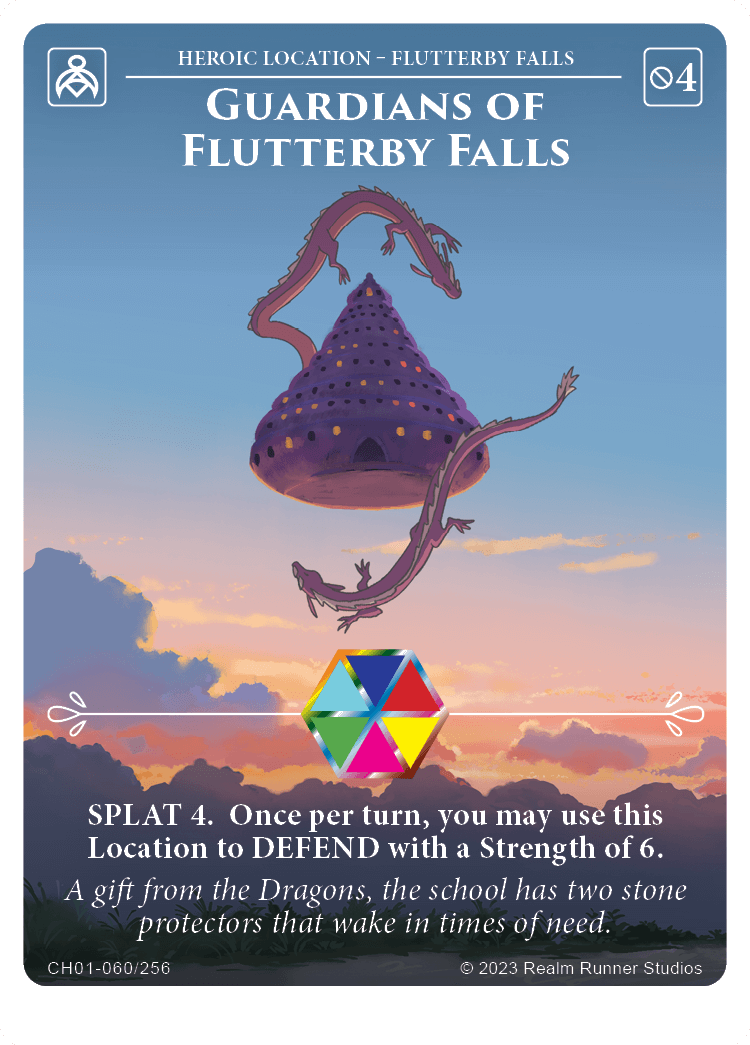 HEROIC LOCATION – FLUTTERBY FALLS
4
GUARDIANS OF
FLUTTERBY FALLS
SPLAT 4. Once per turn, you may use this
Location to DEFEND with a Strength of 6.
A gift from the Dragons, the school has two stone
protectors that wake in times of need.
CH01-060/256
© 2023 Realm Runner Studios